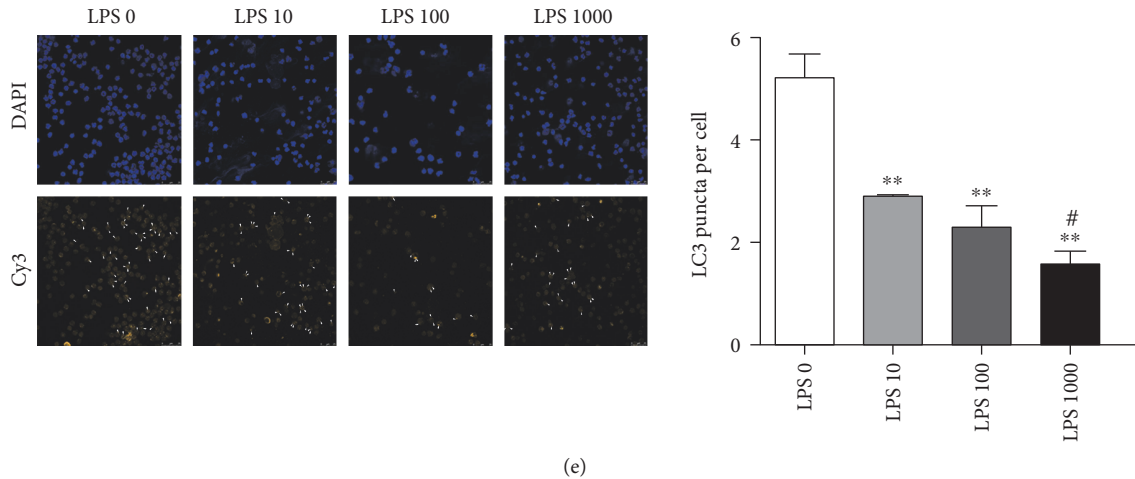 LPS 0
LPS 10
LPS 100
LPS 1000
DAPI
Cy3
LC3 puncta per cell
6
4
2
0
**
**
#
**
LPS 0
LPS 10
LPS 100
LPS 1000
(e)